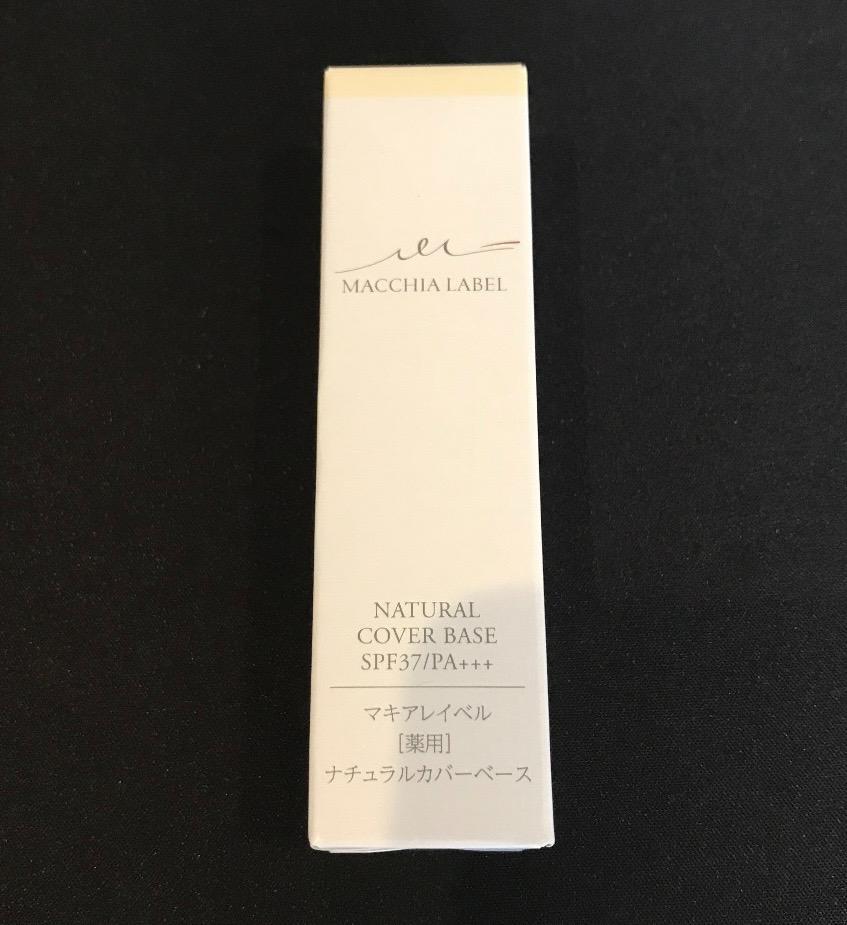 MACCHIA LABEL
NATURAL
COVER BASE
SPF37/PA+++
マキアレイベル
[薬用]
ナチュラルカバーベース